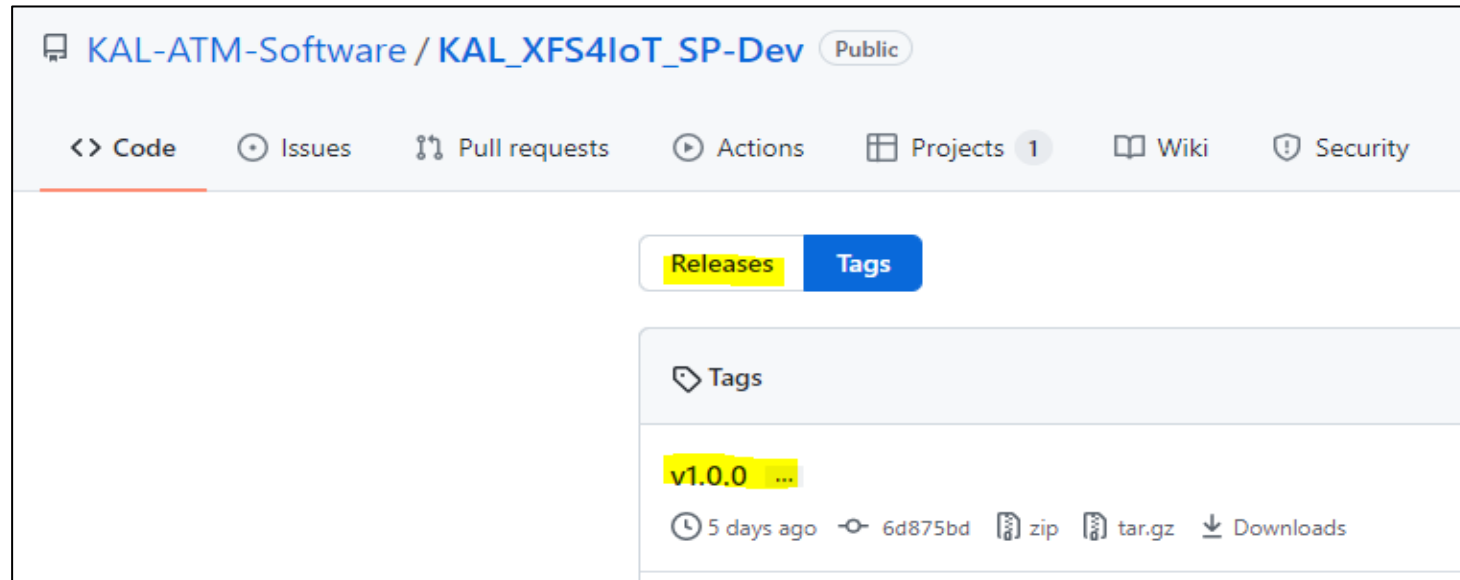 KAL-ATM-Software / KAL_XFS4IoT_SP-Dev Public
<> Code Issues Pull requests Actions Projects 1 Wiki Security
Releases Tags
Tags
v1.0.0 ...
5 days ago 6d875bd zip tar.gz Downloads